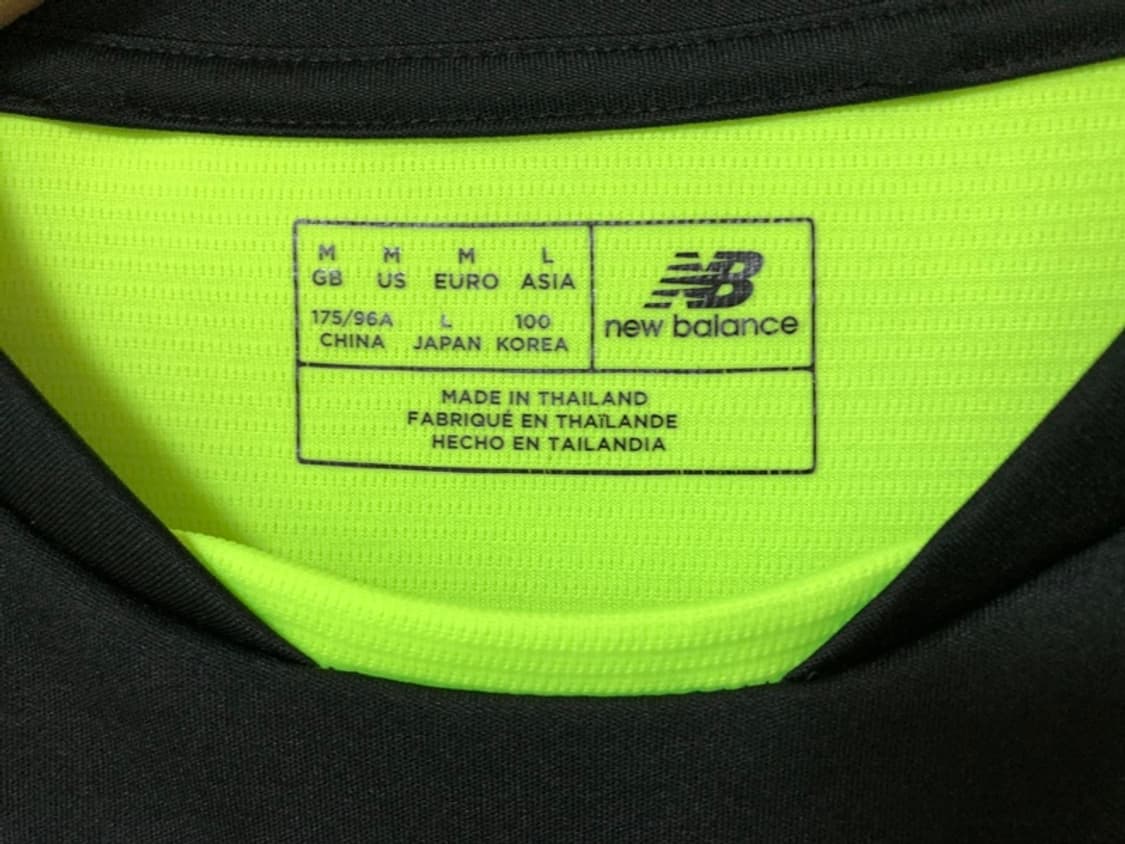 M M M L
GB US EURO ASIA
175/96A L 100
CHINA JAPAN KOREA
NB
new balance
MADE IN THAILAND
FABRIQUÉ EN THAÏLANDE
HECHO EN TAILANDIA